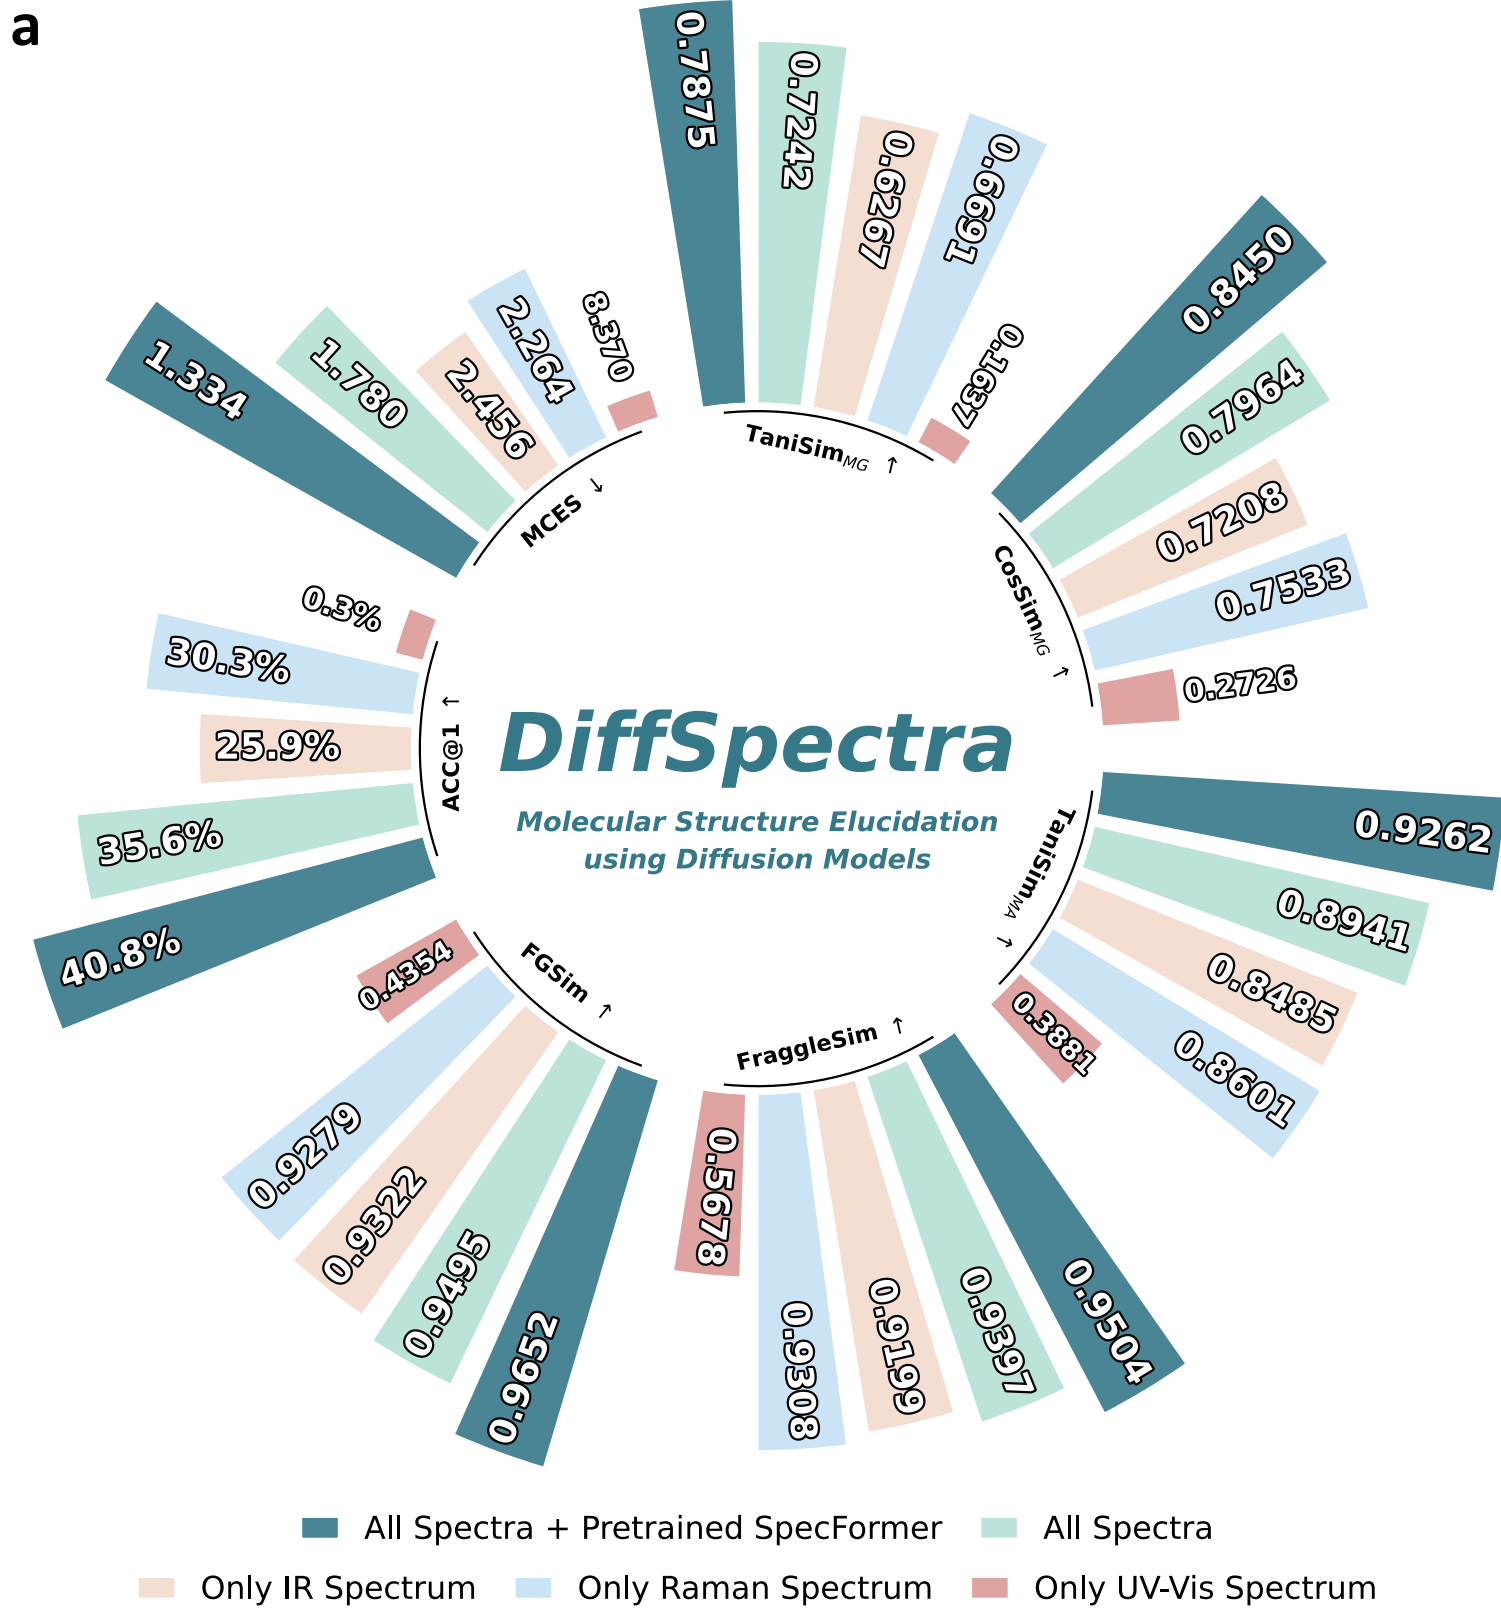 a
0.7875
0.7242
0.6267
0.6691
0.1637
TaniSim_MG ↑
0.8450
0.7964
0.7208
0.7533
0.2726
CosSim_MG ↑
0.9262
0.8941
0.8485
0.8601
0.3881
TaniSim_MA ↑
0.9504
0.9397
0.9199
0.9308
0.5678
FraggleSim ↑
0.9652
0.9495
0.9322
0.9279
0.4354
FGSim ↑
40.8%
35.6%
25.9%
30.3%
0.3%
ACC@1 ↑
1.334
1.780
2.456
2.264
8.370
MCES ↓
DiffSpectra
Molecular Structure Elucidation
using Diffusion Models
All Spectra + Pretrained SpecFormer
All Spectra
Only IR Spectrum
Only Raman Spectrum
Only UV-Vis Spectrum